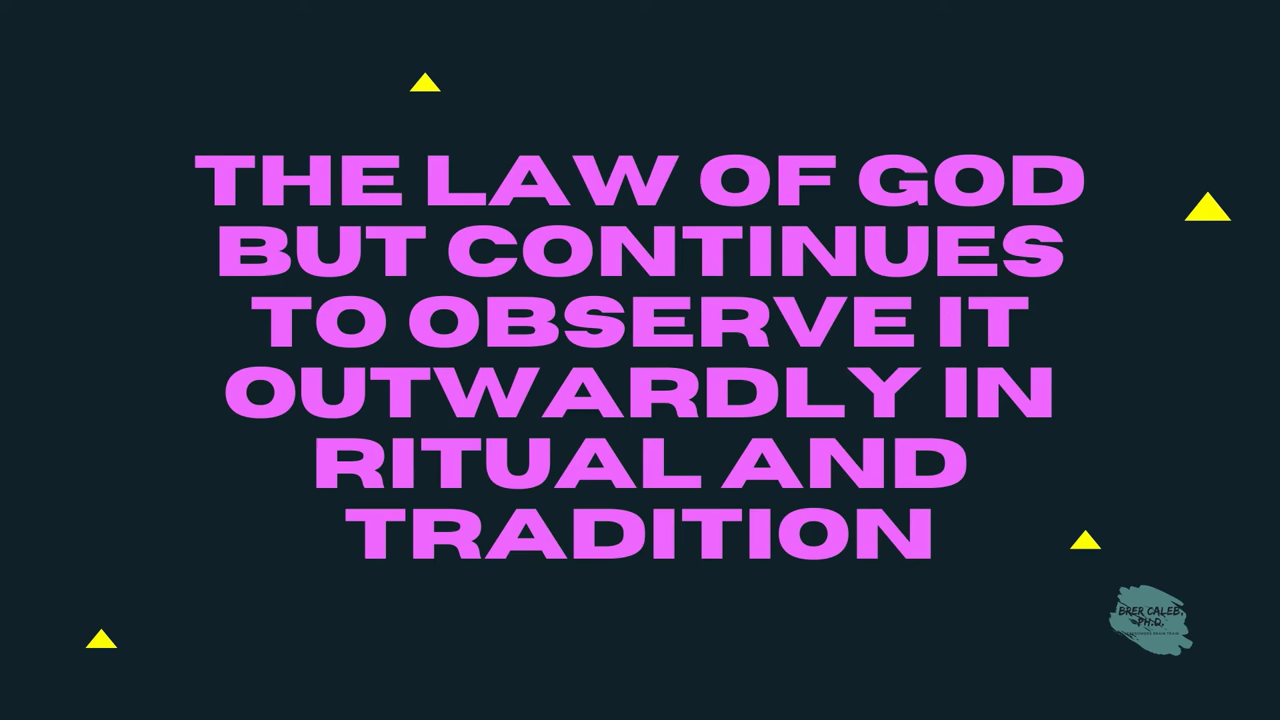 THE LAW OF GOD
BUT CONTINUES
TO OBSERVE IT
OUTWARDLY IN
RITUAL AND
TRADITION
BRER CALEB,
PH.D.